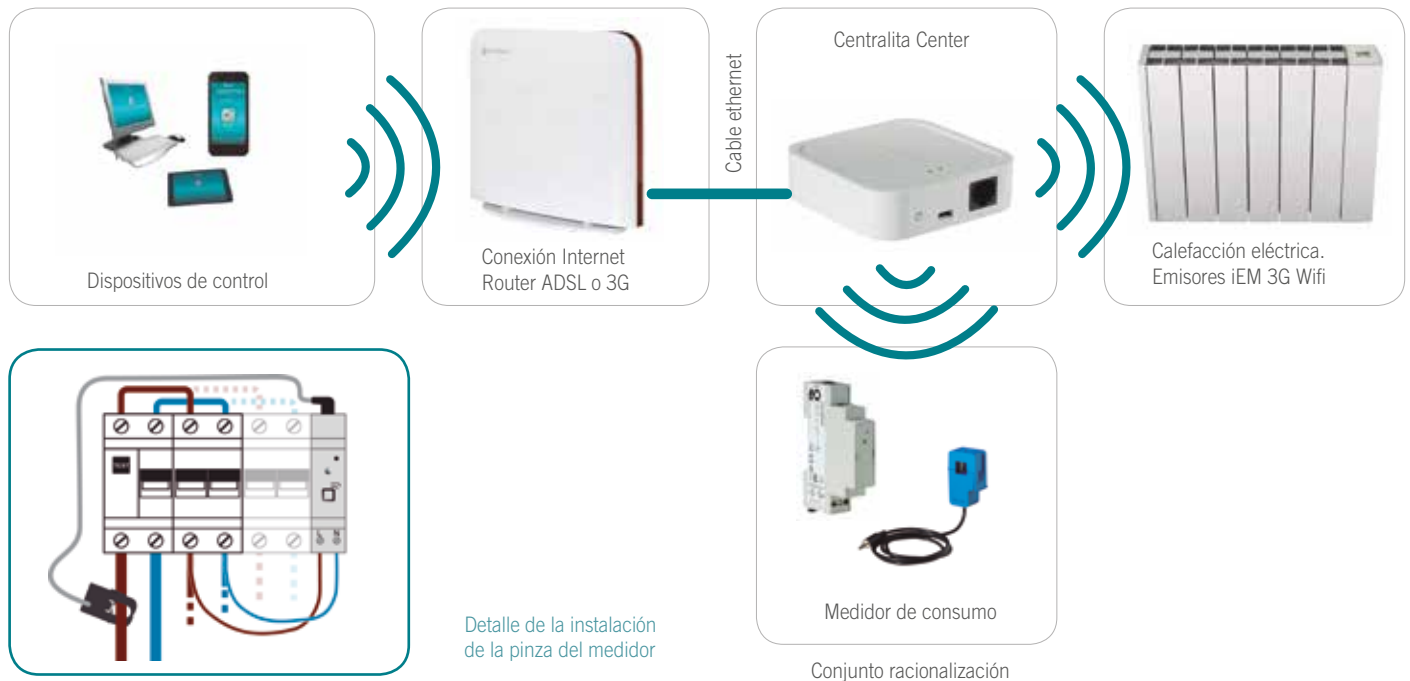 Dispositivos de control
Conexión Internet
Router ADSL o 3G
Cable ethernet
Centralita Center
Calefacción eléctrica.
Emisores iEM 3G Wifi
Detalle de la instalación
de la pinza del medidor
Medidor de consumo
Conjunto racionalización